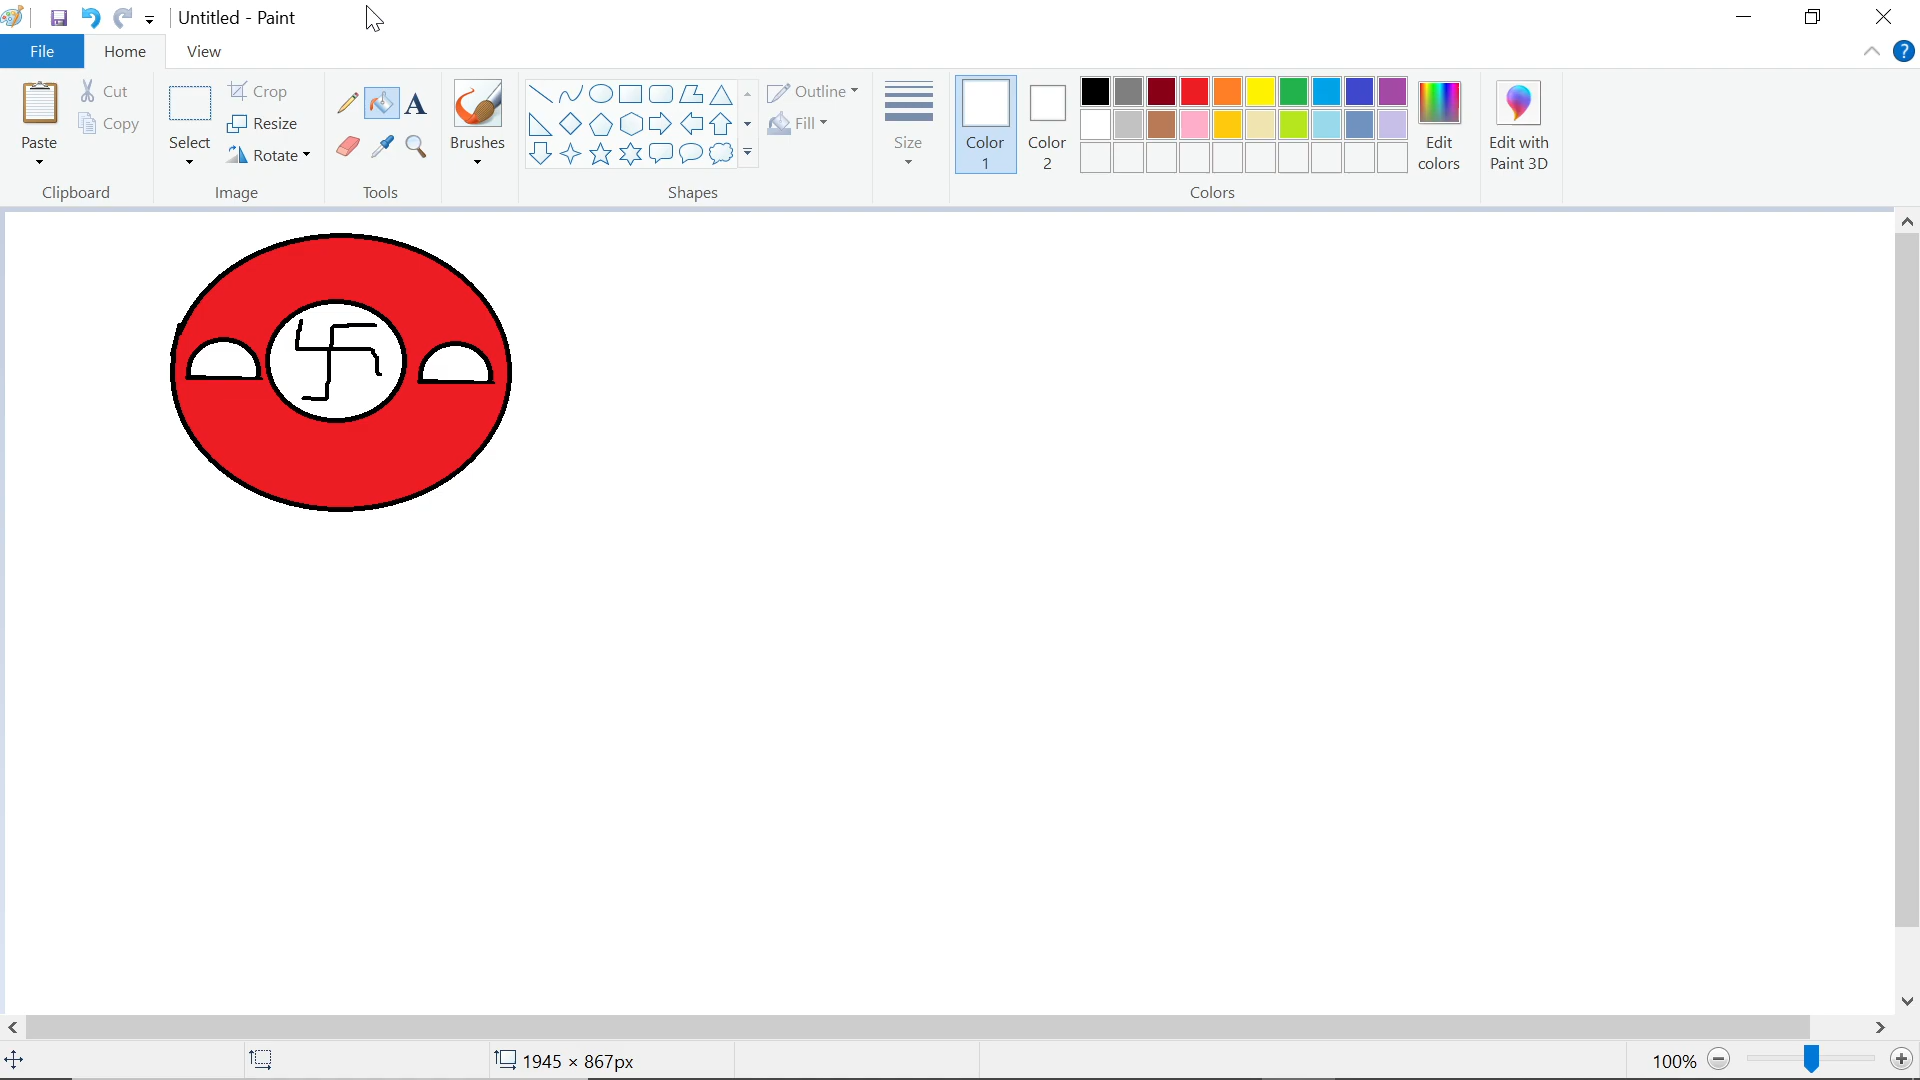 Untitled - Paint
File Home View
Paste
Cut
Copy
Clipboard
Select
Crop
Resize
Rotate
Image
A
Tools
Brushes
Outline
Fill
Shapes
Size
Color
1
Color
2
Edit
colors
Colors
Edit with
Paint 3D
?
1945 × 867px
100%